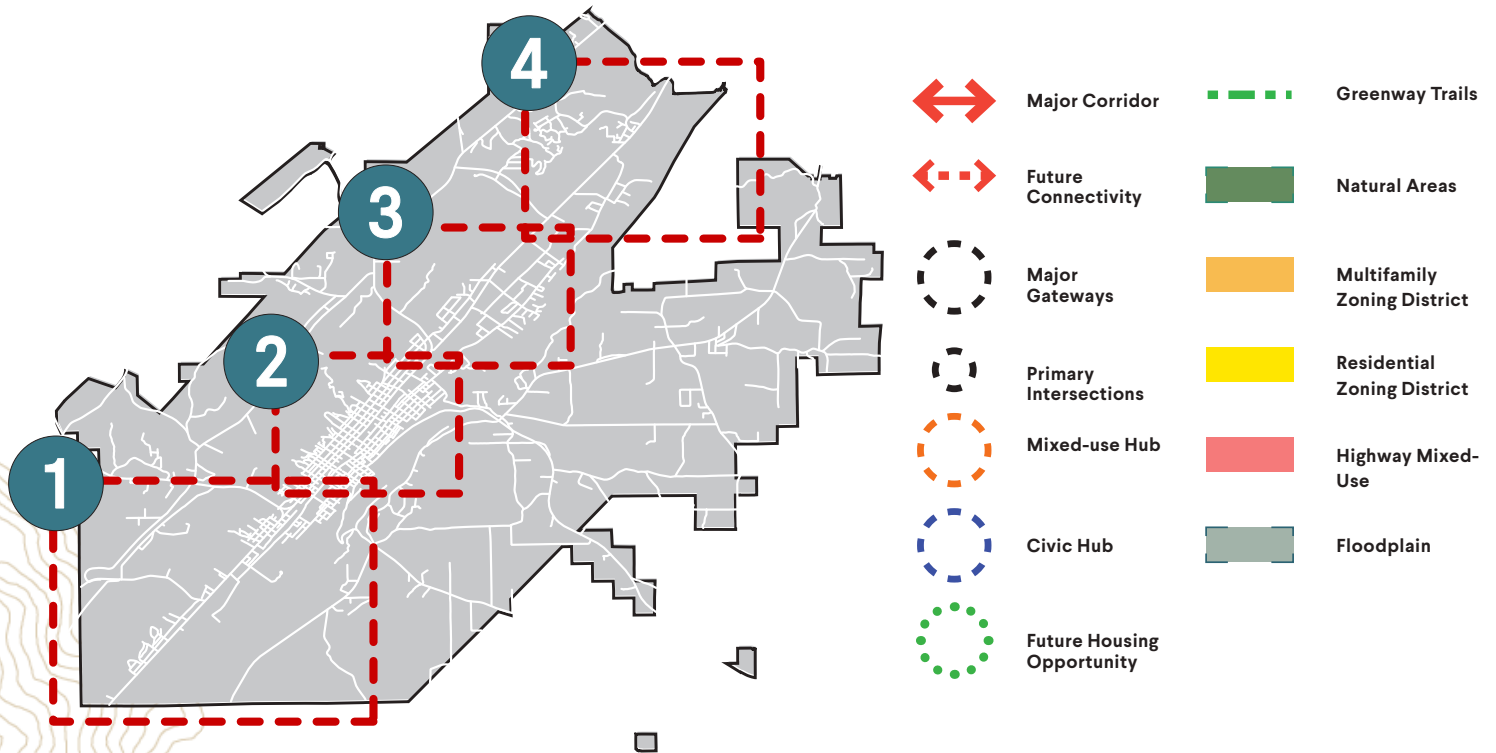 4
3
2
1
Major Corridor
Future
Connectivity
Major
Gateways
Primary
Intersections
Mixed-use Hub
Civic Hub
Future Housing
Opportunity
Greenway Trails
Natural Areas
Multifamily
Zoning District
Residential
Zoning District
Highway Mixed-
Use
Floodplain